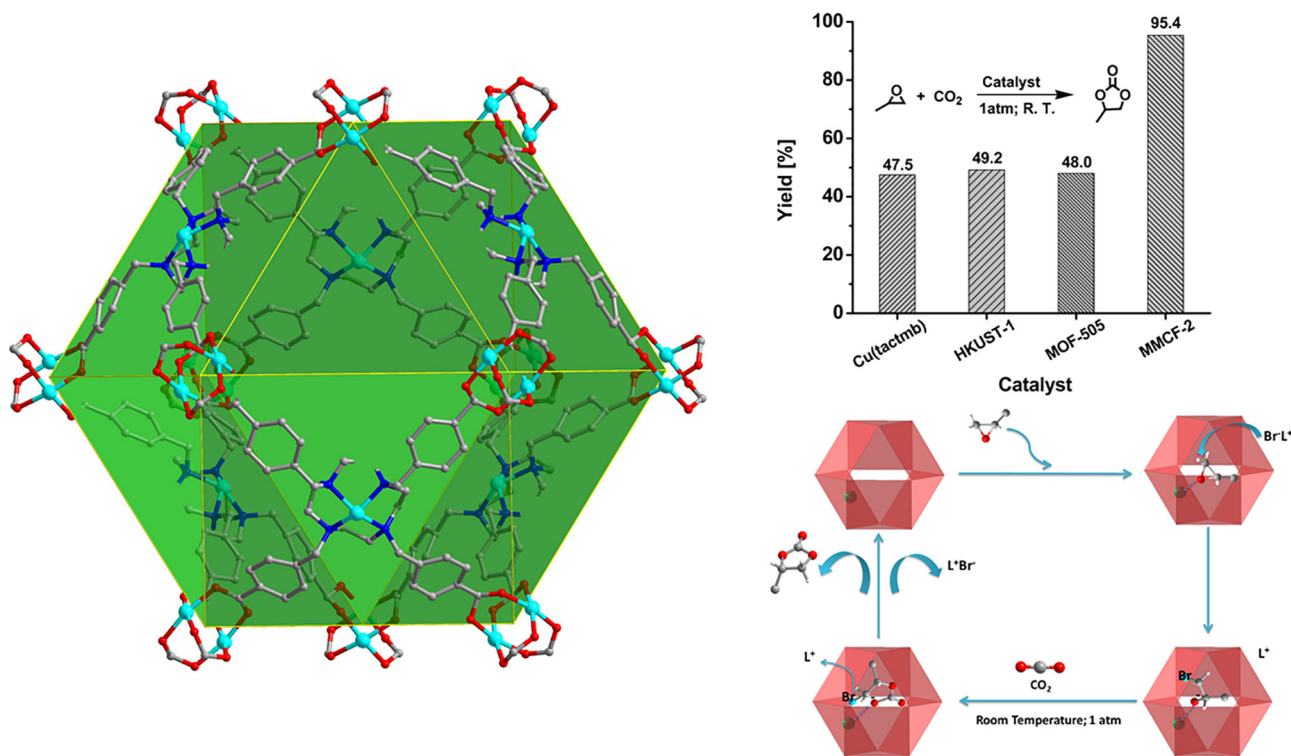 100
80
60
40
20
0
Yield [%]
95.4
47.5
49.2
48.0
O
O
O
O
+ CO2
Catalyst
1atm; R. T.
Cu(tactmb)
HKUST-1
MOF-505
MMCF-2
Catalyst
Br-L+
L+Br-
L+
L+
Br
Br
CO2
Room Temperature; 1 atm